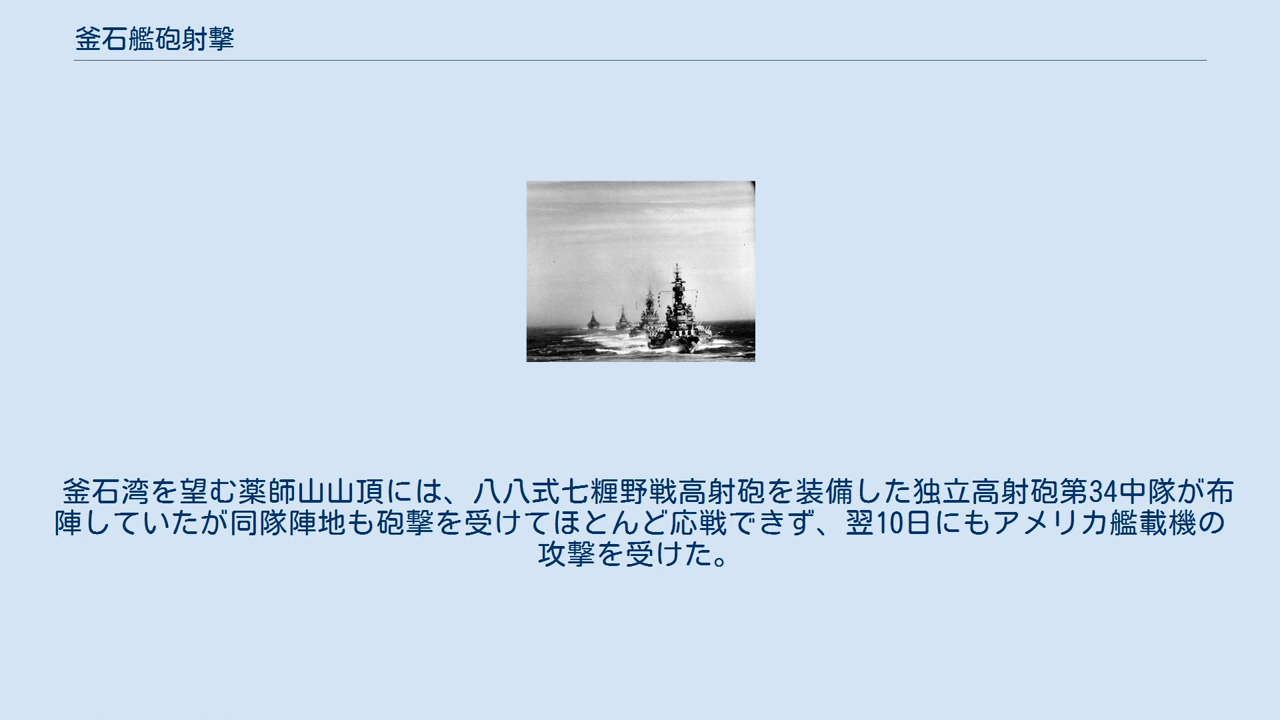 釜石艦砲射撃
釜石湾を望む薬師山山頂には、八八式七糎野戦高射砲を装備した独立高射砲第34中隊が布
陣していたが同隊陣地も砲撃を受けてほとんど応戦できず、翌10日にもアメリカ艦載機の
攻撃を受けた。